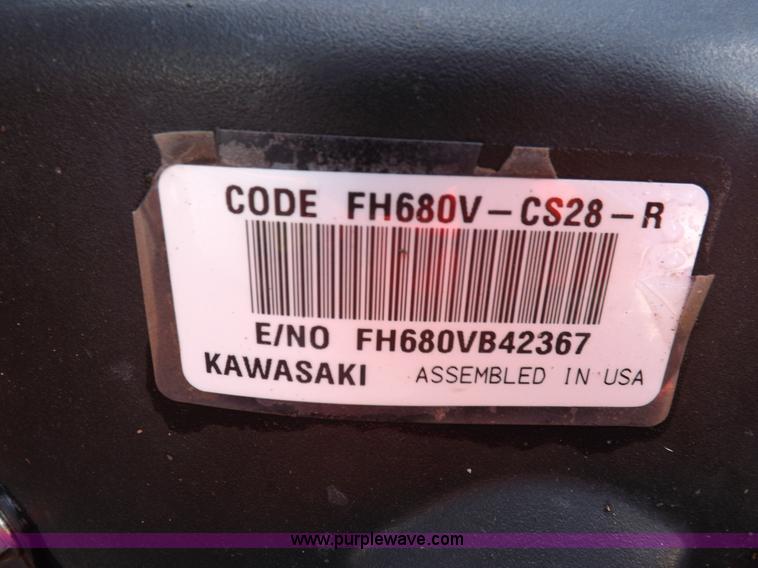 CODE FH680V-CS28-R
E/NO FH680VB42367
KAWASAKI ASSEMBLED IN USA
www.purplewave.com